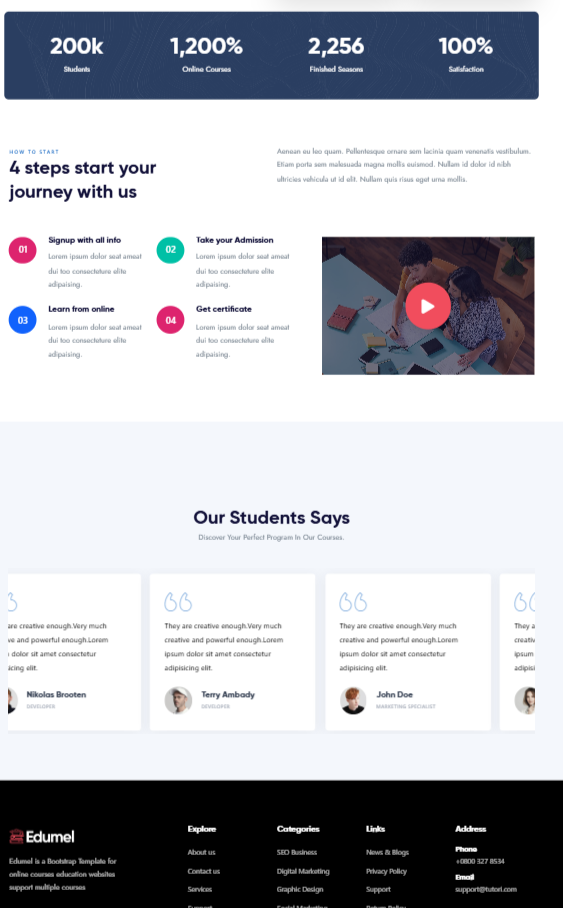 200k
1,200%
2,256
100%
Students
Online Courses
Finished Seasons
Satisfaction
HOW TO START
4 steps start your
journey with us
Aenean eu leo quam. Pellentesque ornare sem lacinia quam venenatis vestibulum.
Etiam porta sem malesuada magna mollis euismod. Nullam id dolor id nibh
ultricies vehicula ut id elit. Nullam quis risus eget urna mollis.
01
Signup with all info
Lorem ipsum dolor seat ameat
dui too consecteture elite
adipaising.
02
Take your Admission
Lorem ipsum dolor seat ameat
dui too consecteture elite
adipaising.
03
Learn from online
Lorem ipsum dolor seat ameat
dui too consecteture elite
adipaising.
04
Get certificate
Lorem ipsum dolor seat ameat
dui too consecteture elite
adipaising.
Our Students Says
Discover Your Perfect Program In Our Courses.
are creative enough.Very much
and powerful enough.Lorem
dolor sit amet consectetur
elit.
Nikolas Brooten
DEVELOPER
They are creative enough.Very much
creative and powerful enough.Lorem
ipsum dolor sit amet consectetur
adipisicing elit.
Terry Ambady
DEVELOPER
They are creative enough.Very much
creative and powerful enough.Lorem
ipsum dolor sit amet consectetur
adipisicing elit.
John Doe
MARKETING SPECIALIST
They
ipsum
Edumel
Edumel is a Bootstrap Template for
online courses education websites
support multiple courses
Explore
About us
Contact us
Services
Support
Categories
SEO Business
Digital Marketing
Graphic Design
Social Marketing
Links
News & Blogs
Privacy Policy
Support
Return Policy
Address
Phone
+0800 327 8534
Email
support@tutori.com